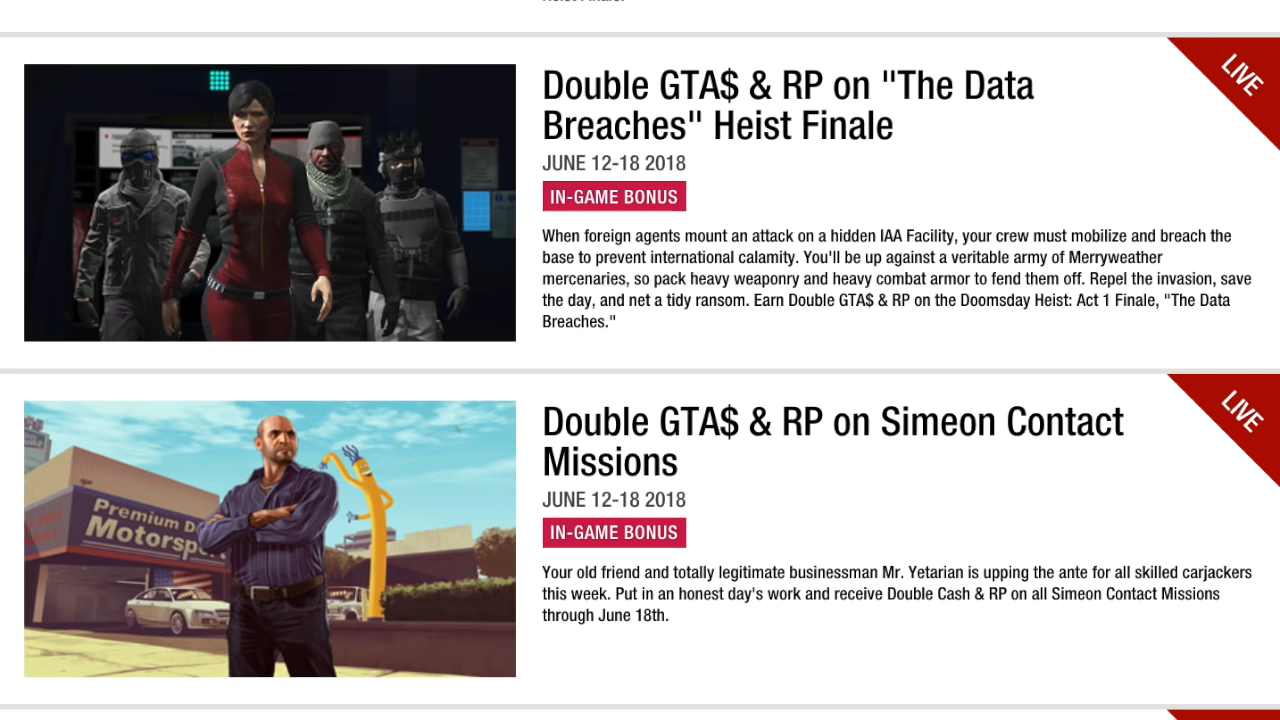 Double GTA$ & RP on "The Data
Breaches" Heist Finale
JUNE 12-18 2018
IN-GAME BONUS
When foreign agents mount an attack on a hidden IAA Facility, your crew must mobilize and breach the
base to prevent international calamity. You'll be up against a veritable army of Merryweather
mercenaries, so pack heavy weaponry and heavy combat armor to fend them off. Repel the invasion, save
the day, and net a tidy ransom. Earn Double GTA$ & RP on the Doomsday Heist: Act 1 Finale, "The Data
Breaches."
LIVE
Premium D
Motorspor
Double GTA$ & RP on Simeon Contact
Missions
JUNE 12-18 2018
IN-GAME BONUS
Your old friend and totally legitimate businessman Mr. Yetarian is upping the ante for all skilled carjackers
this week. Put in an honest day's work and receive Double Cash & RP on all Simeon Contact Missions
through June 18th.
LIVE